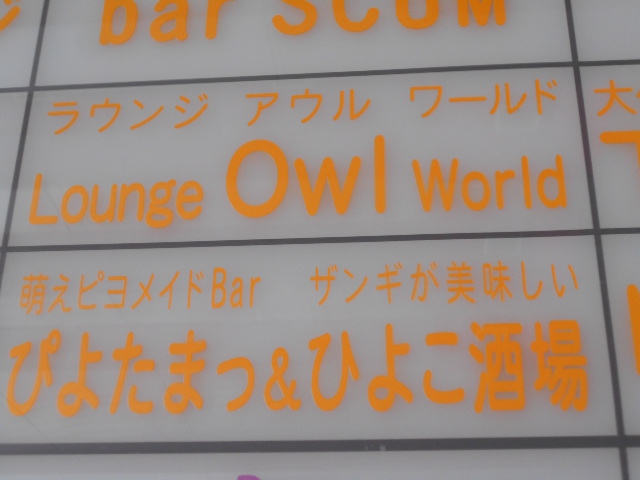 bar SCUM
ラウンジ アウル ワールド
Lounge Owl World
萌えピヨメイドBar ザンギが美味しい
ぴよたまっ&ひよこ酒場